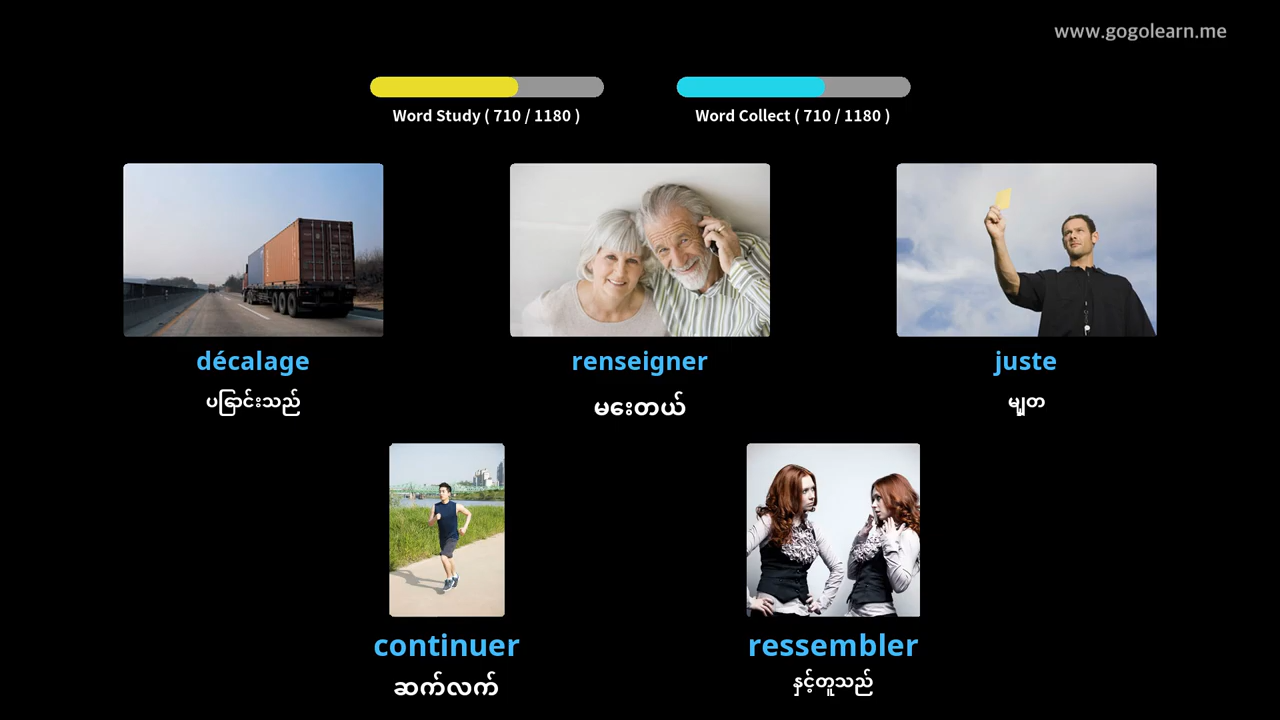 www.gogolearn.me
Word Study ( 710 / 1180 )
Word Collect ( 710 / 1180 )
décalage
renseigner
juste
ပြောင်းသည်
မေးတယ်
မျှတ
continuer
ressembler
ဆက်လက်
နှင့်တူသည်